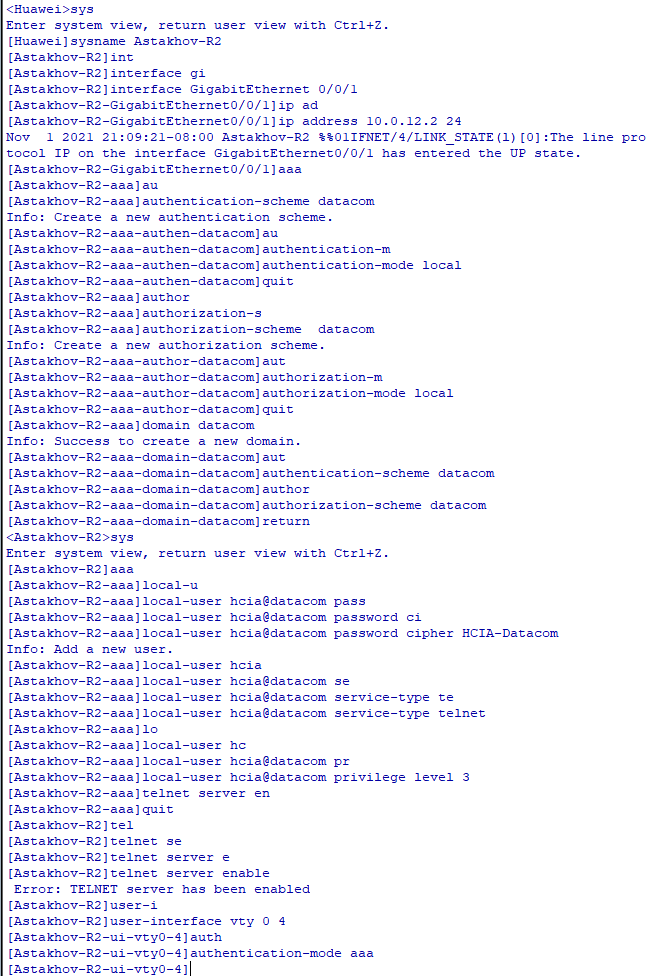 <Huawei>sys
Enter system view, return user view with Ctrl+Z.
[Huawei]sysname Astakhov-R2
[Astakhov-R2]int
[Astakhov-R2]interface gi
[Astakhov-R2]interface GigabitEthernet 0/0/1
[Astakhov-R2-GigabitEthernet0/0/1]ip ad
[Astakhov-R2-GigabitEthernet0/0/1]ip address 10.0.12.2 24
Nov  1 2021 21:09:21-08:00 Astakhov-R2 %%01IFNET/4/LINK_STATE(l)[0]:The line pro
tocol IP on the interface GigabitEthernet0/0/1 has entered the UP state.
[Astakhov-R2-GigabitEthernet0/0/1]aaa
[Astakhov-R2-aaa]au
[Astakhov-R2-aaa]authentication-scheme datacom
Info: Create a new authentication scheme.
[Astakhov-R2-aaa-authen-datacom]au
[Astakhov-R2-aaa-authen-datacom]authentication-m
[Astakhov-R2-aaa-authen-datacom]authentication-mode local
[Astakhov-R2-aaa-authen-datacom]quit
[Astakhov-R2-aaa]author
[Astakhov-R2-aaa]authorization-s
[Astakhov-R2-aaa]authorization-scheme  datacom
Info: Create a new authorization scheme.
[Astakhov-R2-aaa-author-datacom]aut
[Astakhov-R2-aaa-author-datacom]authorization-m
[Astakhov-R2-aaa-author-datacom]authorization-mode local
[Astakhov-R2-aaa-author-datacom]quit
[Astakhov-R2-aaa]domain datacom
Info: Success to create a new domain.
[Astakhov-R2-aaa-domain-datacom]aut
[Astakhov-R2-aaa-domain-datacom]authentication-scheme datacom
[Astakhov-R2-aaa-domain-datacom]author
[Astakhov-R2-aaa-domain-datacom]authorization-scheme datacom
[Astakhov-R2-aaa-domain-datacom]return
<Astakhov-R2>sys
Enter system view, return user view with Ctrl+Z.
[Astakhov-R2]aaa
[Astakhov-R2-aaa]local-u
[Astakhov-R2-aaa]local-user hcia@datacom pass
[Astakhov-R2-aaa]local-user hcia@datacom password ci
[Astakhov-R2-aaa]local-user hcia@datacom password cipher HCIA-Datacom
Info: Add a new user.
[Astakhov-R2-aaa]local-user hcia
[Astakhov-R2-aaa]local-user hcia@datacom se
[Astakhov-R2-aaa]local-user hcia@datacom service-type te
[Astakhov-R2-aaa]local-user hcia@datacom service-type telnet
[Astakhov-R2-aaa]lo
[Astakhov-R2-aaa]local-user hc
[Astakhov-R2-aaa]local-user hcia@datacom pr
[Astakhov-R2-aaa]local-user hcia@datacom privilege level 3
[Astakhov-R2-aaa]telnet server en
[Astakhov-R2-aaa]quit
[Astakhov-R2]tel
[Astakhov-R2]telnet se
[Astakhov-R2]telnet server e
[Astakhov-R2]telnet server enable
 Error: TELNET server has been enabled
[Astakhov-R2]user-i
[Astakhov-R2]user-interface vty 0 4
[Astakhov-R2-ui-vty0-4]auth
[Astakhov-R2-ui-vty0-4]authentication-mode aaa
[Astakhov-R2-ui-vty0-4]